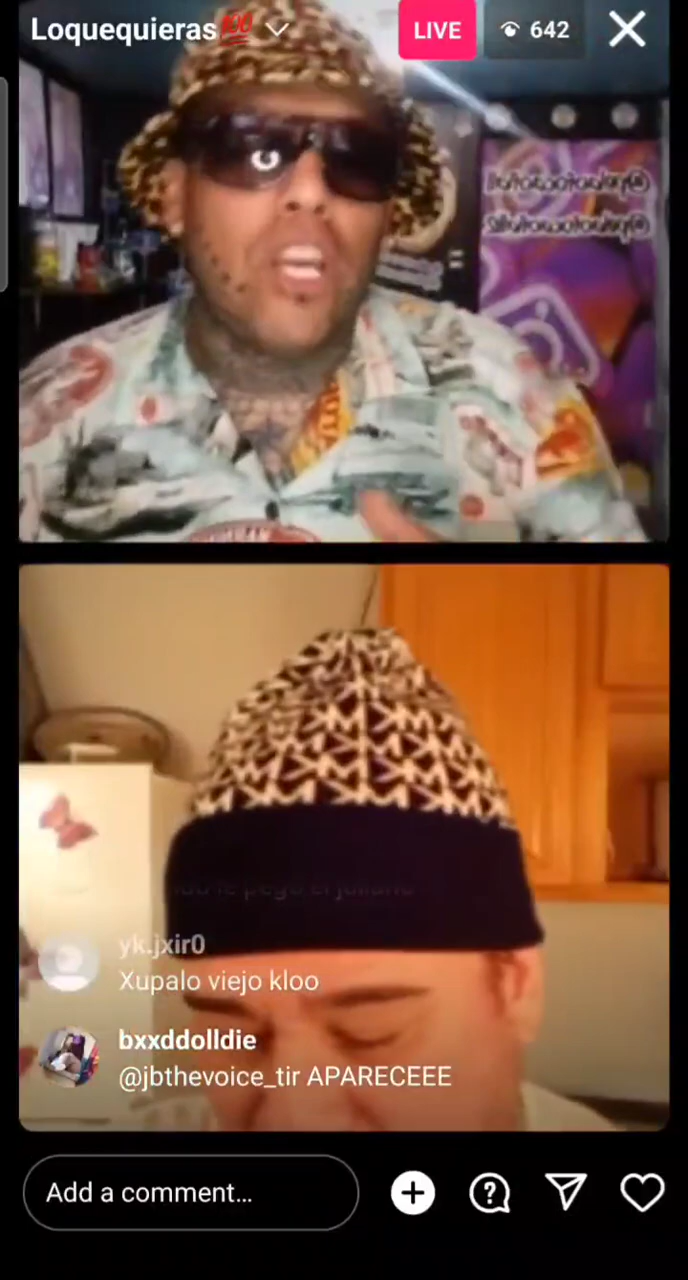 Loquequieras💯
LIVE
642
yk.jxir0
Xupalo viejo kloo
bxxddolldie
@jbthevoice_tir APARECEEE
Add a comment...